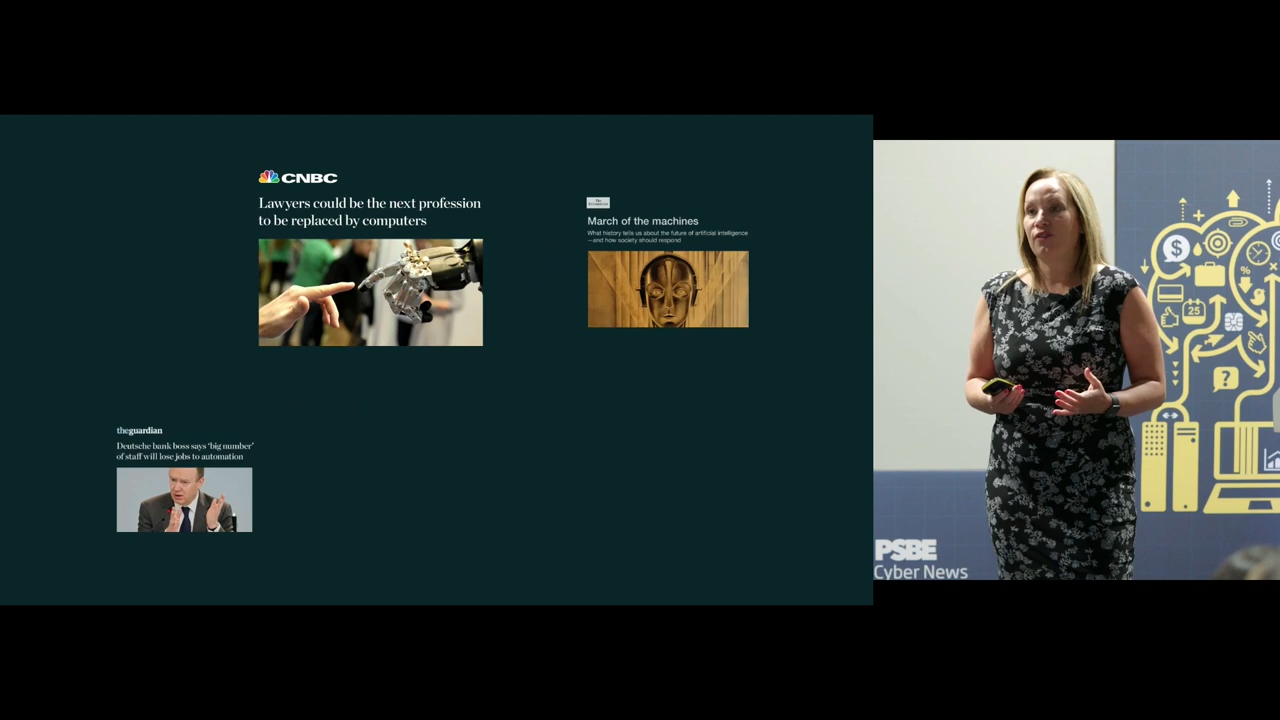 CNBC
Lawyers could be the next profession
to be replaced by computers
The
Economist
March of the machines
What history tells us about the future of artificial intelligence
—and how society should respond
theguardian
Deutsche bank boss says ‘big number’
of staff will lose jobs to automation
$
%
25
?
PSBE
Cyber News